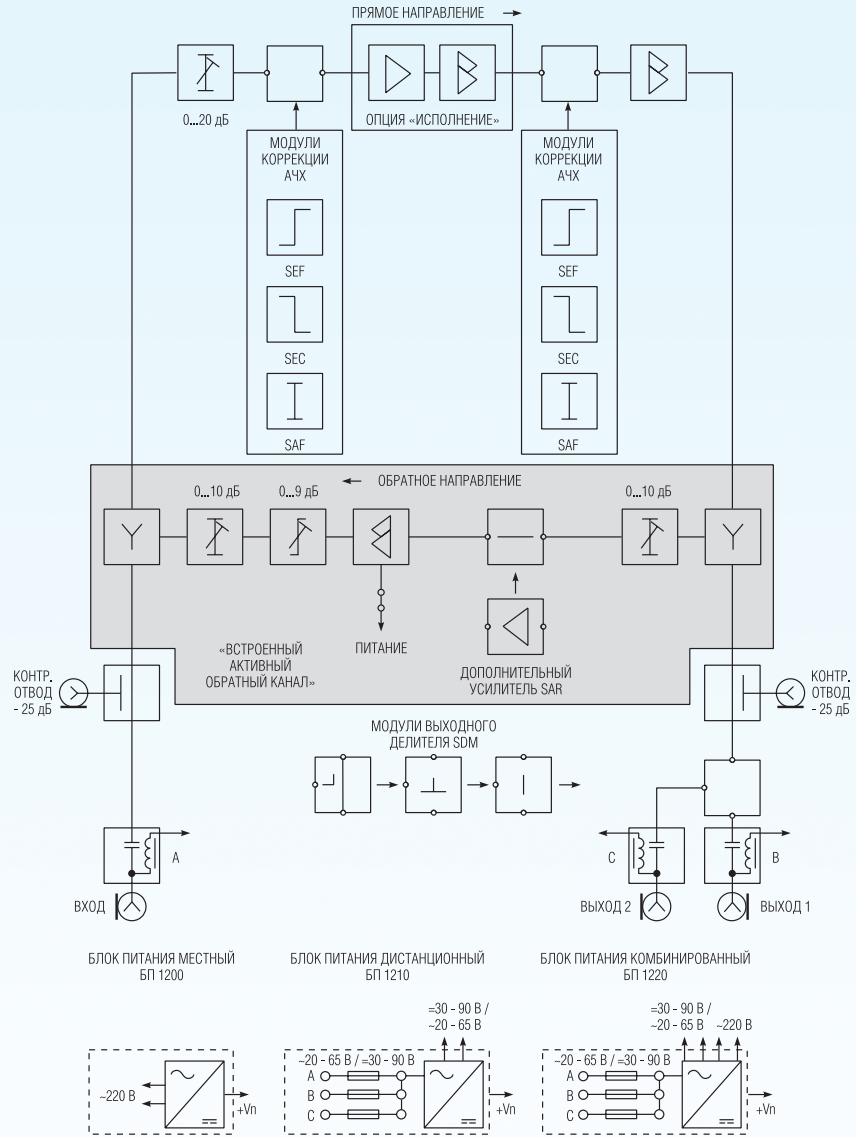 ПРЯМОЕ НАПРАВЛЕНИЕ
0...20 дБ
ОПЦИЯ «ИСПОЛНЕНИЕ»
МОДУЛИ
КОРРЕКЦИИ
АЧХ
SEF
SEC
SAF
МОДУЛИ
КОРРЕКЦИИ
АЧХ
SEF
SEC
SAF
ОБРАТНОЕ НАПРАВЛЕНИЕ
0...10 дБ
0...9 дБ
0...10 дБ
«ВСТРОЕННЫЙ
АКТИВНЫЙ
ОБРАТНЫЙ КАНАЛ»
ПИТАНИЕ
ДОПОЛНИТЕЛЬНЫЙ
УСИЛИТЕЛЬ SAR
КОНТР.
ОТВОД
- 25 дБ
КОНТР.
ОТВОД
- 25 дБ
МОДУЛИ ВЫХОДНОГО
ДЕЛИТЕЛЯ SDM
A
C
B
ВХОД
ВЫХОД 2
ВЫХОД 1
БЛОК ПИТАНИЯ МЕСТНЫЙ
БП 1200
~220 В
+Vn
БЛОК ПИТАНИЯ ДИСТАНЦИОННЫЙ
БП 1210
=30 - 90 В /
~20 - 65 В
~20 - 65 В / =30 - 90 В
A
B
C
+Vn
БЛОК ПИТАНИЯ КОМБИНИРОВАННЫЙ
БП 1220
=30 - 90 В /
~20 - 65 В
~220 В
~20 - 65 В / =30 - 90 В
A
B
C
+Vn